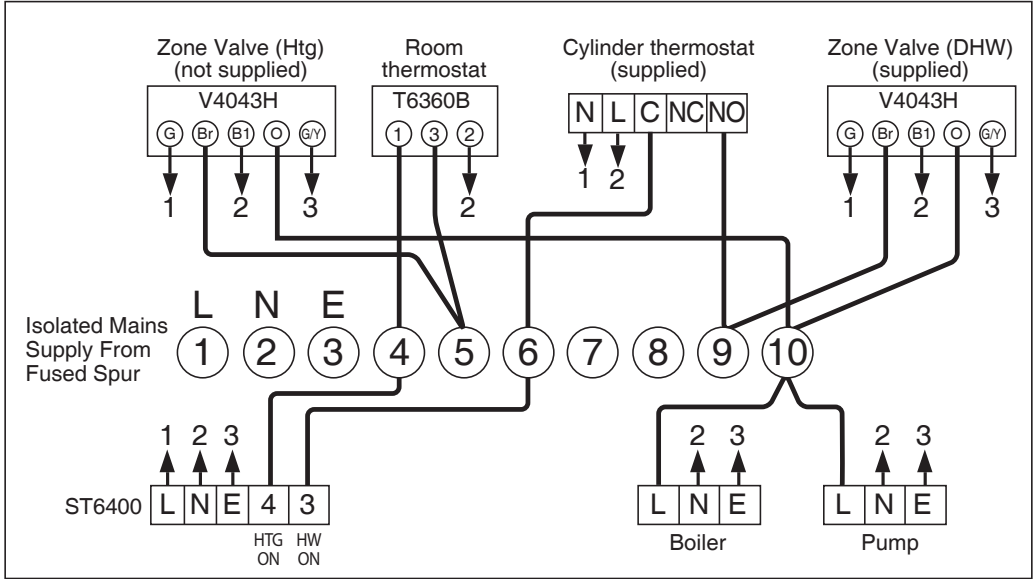 Zone Valve (Htg)
(not supplied)
Room
thermostat
Cylinder thermostat
(supplied)
Zone Valve (DHW)
(supplied)
V4043H
T6360B
N L C NC NO
V4043H
G Br B1 O G/Y
1 3 2
G Br B1 O G/Y
1 2 3
2
1 2
1 2 3
L N E
Isolated Mains
Supply From
Fused Spur
1 2 3 4 5 6 7 8 9 10
1 2 3
2 3
2 3
ST6400
L N E 4 3
L N E
L N E
HTG
ON
HW
ON
Boiler
Pump